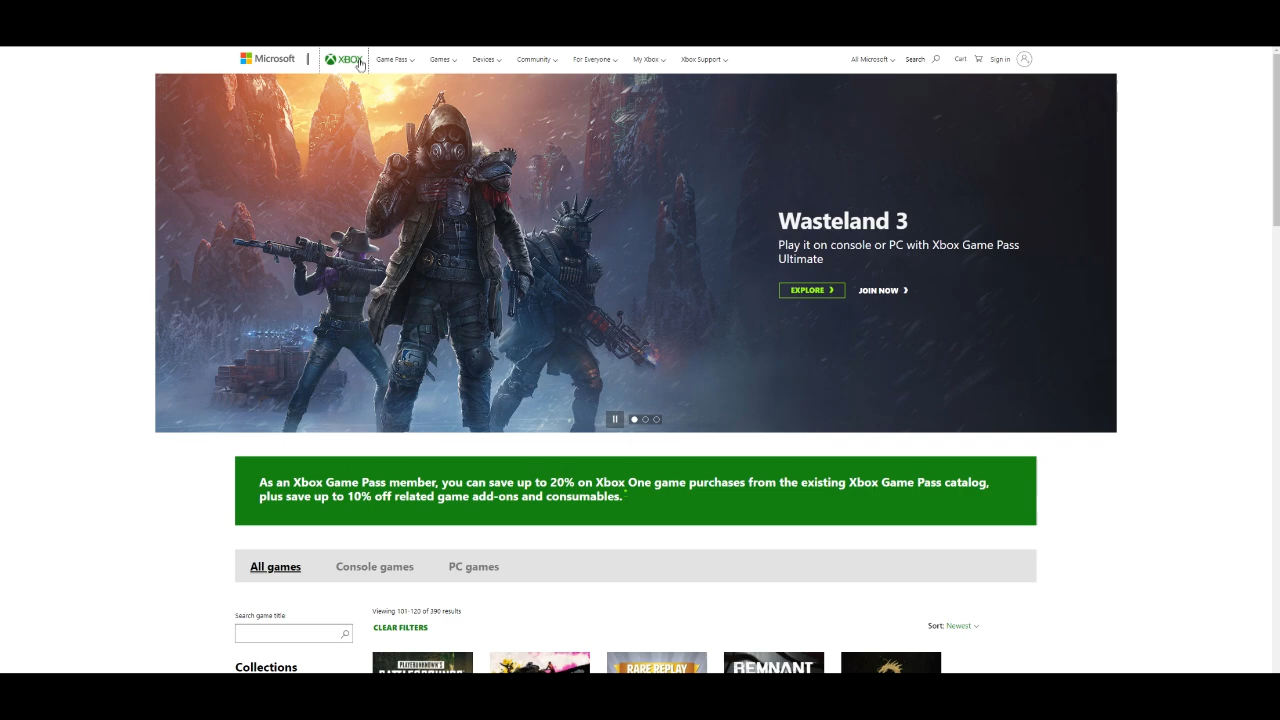 Microsoft XBOX Game Pass Games Devices Community For Everyone My Xbox Xbox Support All Microsoft Search Cart Sign in
Wasteland 3
Play it on console or PC with Xbox Game Pass
Ultimate
EXPLORE JOIN NOW
As an Xbox Game Pass member, you can save up to 20% on Xbox One game purchases from the existing Xbox Game Pass catalog,
plus save up to 10% off related game add-ons and consumables.*
All games Console games PC games
Search game title:
Viewing 101-120 of 390 results
CLEAR FILTERS
Sort: Newest
Collections
PLAYERUNKNOWN'S
BATTLEGROUNDS
RARE REPLAY
REMNANT